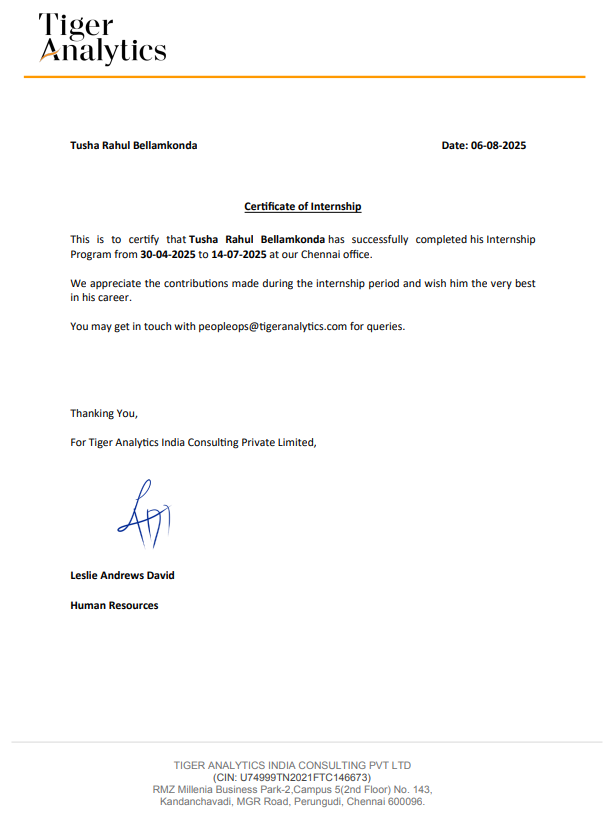 Tiger
Analytics
Tusha Rahul Bellamkonda Date: 06-08-2025
Certificate of Internship
This is to certify that Tusha Rahul Bellamkonda has successfully completed his Internship
Program from 30-04-2025 to 14-07-2025 at our Chennai office.
We appreciate the contributions made during the internship period and wish him the very best
in his career.
You may get in touch with peopleops@tigeranalytics.com for queries.
Thanking You,
For Tiger Analytics India Consulting Private Limited,
Leslie Andrews David
Human Resources
TIGER ANALYTICS INDIA CONSULTING PVT LTD
(CIN: U74999TN2021FTC146673)
RMZ Millenia Business Park-2,Campus 5(2nd Floor) No. 143,
Kandanchavadi, MGR Road, Perungudi, Chennai 600096.